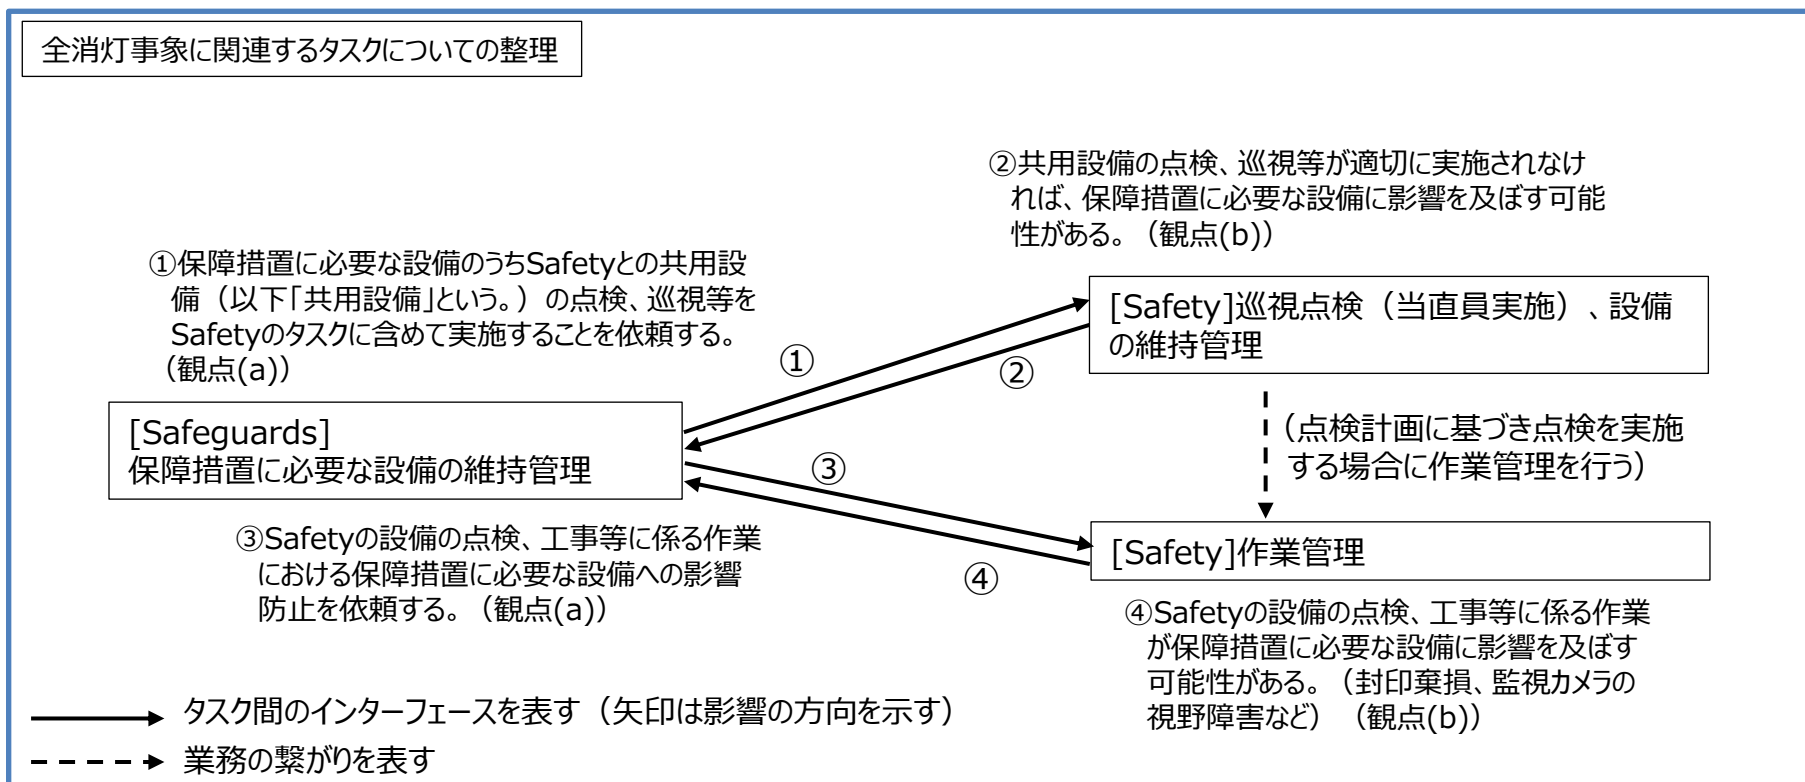 全消灯事象に関連するタスクについての整理
②共用設備の点検、巡視等が適切に実施されなけ
れば、保障措置に必要な設備に影響を及ぼす可能
性がある。（観点(b)）
①保障措置に必要な設備のうちSafetyとの共用設
備（以下「共用設備」という。）の点検、巡視等を
Safetyのタスクに含めて実施することを依頼する。
（観点(a)）
[Safety]巡視点検（当直員実施）、設備
の維持管理
①
②
[Safeguards]
保障措置に必要な設備の維持管理
（点検計画に基づき点検を実施
する場合に作業管理を行う）
③
④
③Safetyの設備の点検、工事等に係る作業
における保障措置に必要な設備への影響
防止を依頼する。（観点(a)）
[Safety]作業管理
④Safetyの設備の点検、工事等に係る作業
が保障措置に必要な設備に影響を及ぼす
可能性がある。（封印棄損、監視カメラの
視野障害など）（観点(b)）
タスク間のインターフェースを表す（矢印は影響の方向を示す）
業務の繋がりを表す